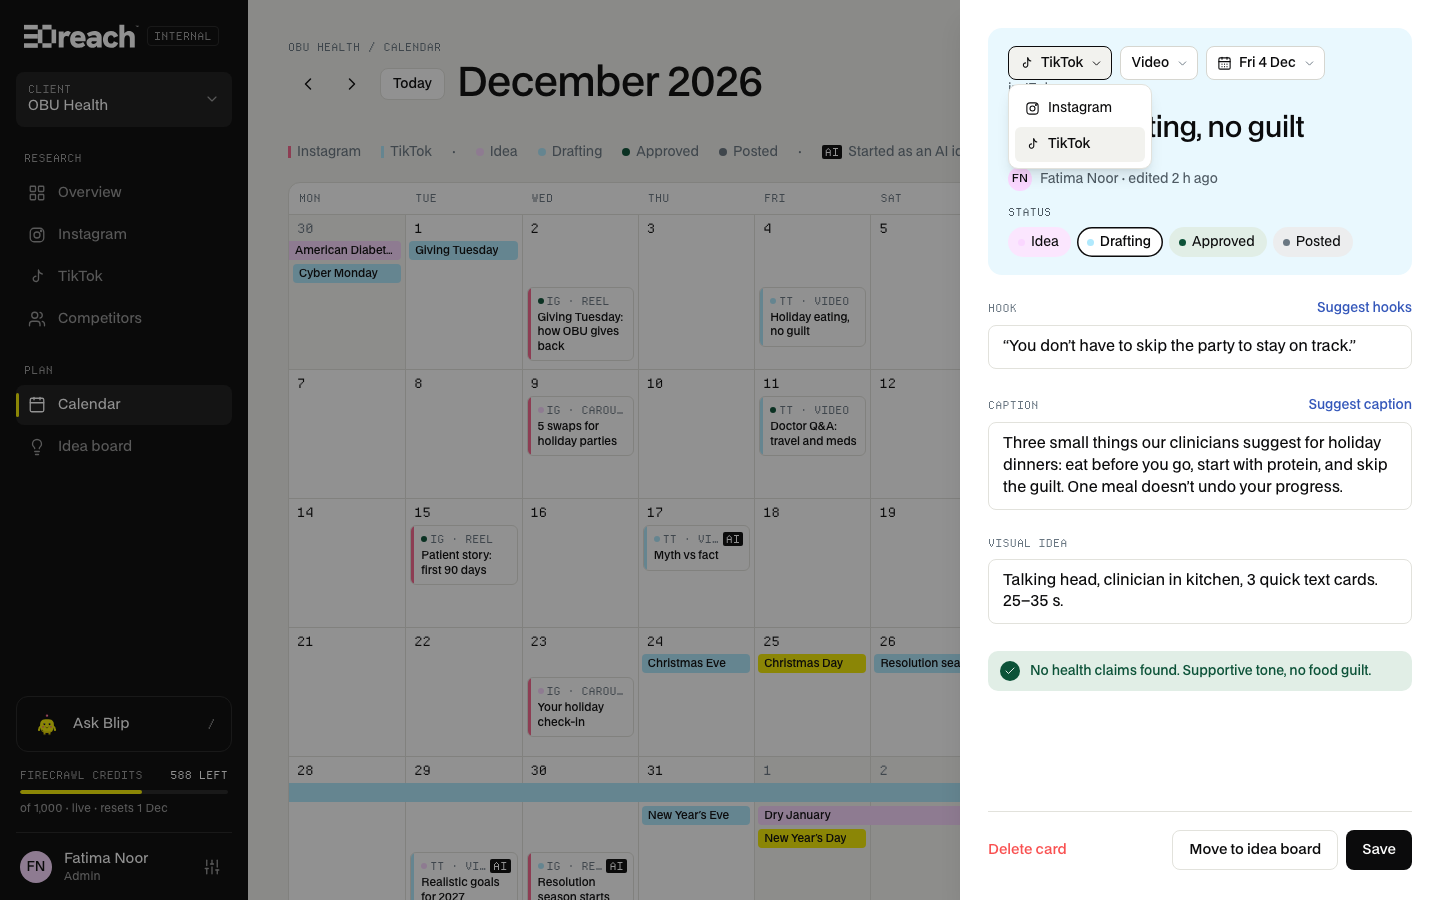 reach INTERNAL
CLIENT
OBU Health
RESEARCH
Overview
Instagram
TikTok
Competitors
PLAN
Calendar
Idea board
Ask Blip /
FIRECRAWL CREDITS 588 LEFT
of 1,000 · live · resets 1 Dec
FN Fatima Noor
Admin
OBU HEALTH / CALENDAR
Today December 2026
Instagram TikTok · Idea Drafting Approved Posted · AI Started as an AI
MON TUE WED THU FRI SAT
30 1 2 3 4 5
American Diabet… Giving Tuesday
Cyber Monday
IG · REEL
Giving Tuesday:
how OBU gives
back
TT · VIDEO
Holiday eating,
no guilt
7 8 9 10 11 12
IG · CAROU…
5 swaps for
holiday parties
TT · VIDEO
Doctor Q&A:
travel and meds
14 15 16 17 18 19
IG · REEL
Patient story:
first 90 days
TT · VI… AI
Myth vs fact
21 22 23 24 25 26
Christmas Eve Christmas Day Resolution sea
IG · CAROU…
Your holiday
check-in
28 29 30 31 1 2
New Year’s Eve Dry January
New Year’s Day
TT · VI… AI
Realistic goals
for 2027
IG · RE… AI
Resolution
season starts
TikTok Video Fri 4 Dec
Instagram
TikTok
ting, no guilt
FN Fatima Noor · edited 2 h ago
STATUS
Idea Drafting Approved Posted
HOOK Suggest hooks
“You don’t have to skip the party to stay on track.”
CAPTION Suggest caption
Three small things our clinicians suggest for holiday
dinners: eat before you go, start with protein, and skip
the guilt. One meal doesn’t undo your progress.
VISUAL IDEA
Talking head, clinician in kitchen, 3 quick text cards.
25–35 s.
No health claims found. Supportive tone, no food guilt.
Delete card Move to idea board Save